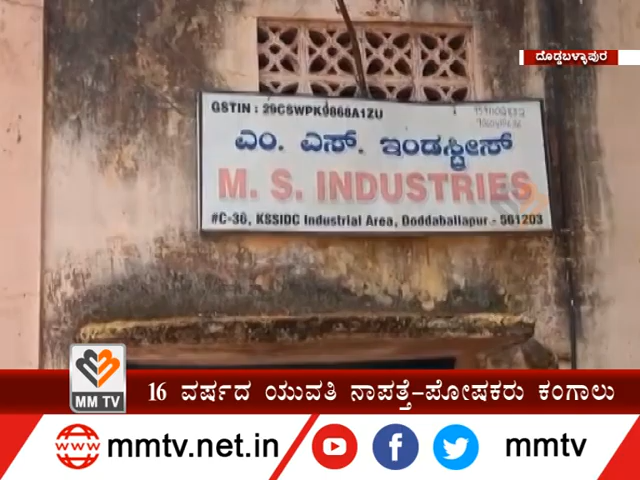 ದೊಡ್ಡಬಳ್ಳಾಪುರ
GSTIN : 29CSWPK9868A1ZU
ಎಂ. ಎಸ್. ಇಂಡಸ್ಟ್ರೀಸ್
M. S. INDUSTRIES
#C-36, KSSIDC Industrial Area, Doddaballapur - 561203
MM TV
16 ವರ್ಷದ ಯುವತಿ ನಾಪತ್ತೆ-ಪೋಷಕರು ಕಂಗಾಲು
www
mmtv.net.in
mmtv